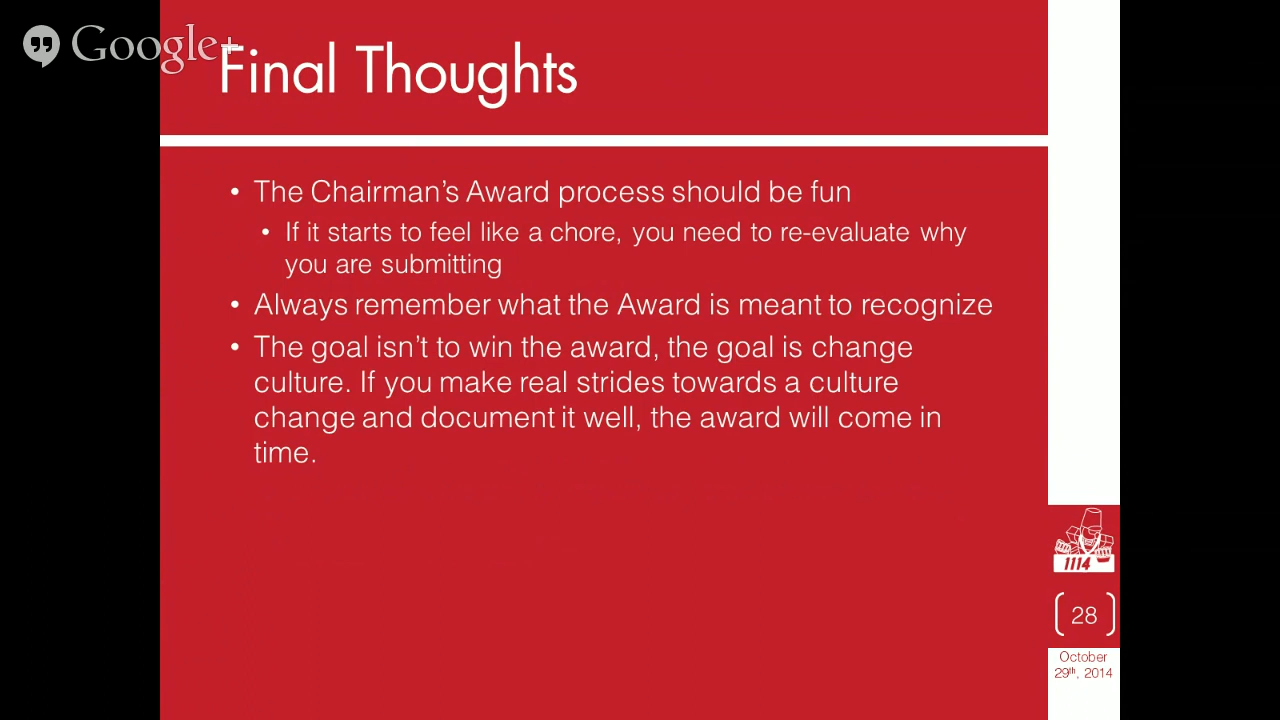 Google+
Final Thoughts
• The Chairman's Award process should be fun
• If it starts to feel like a chore, you need to re-evaluate why
you are submitting
• Always remember what the Award is meant to recognize
• The goal isn't to win the award, the goal is change
culture. If you make real strides towards a culture
change and document it well, the award will come in
time.
1114
28
October
29th, 2014